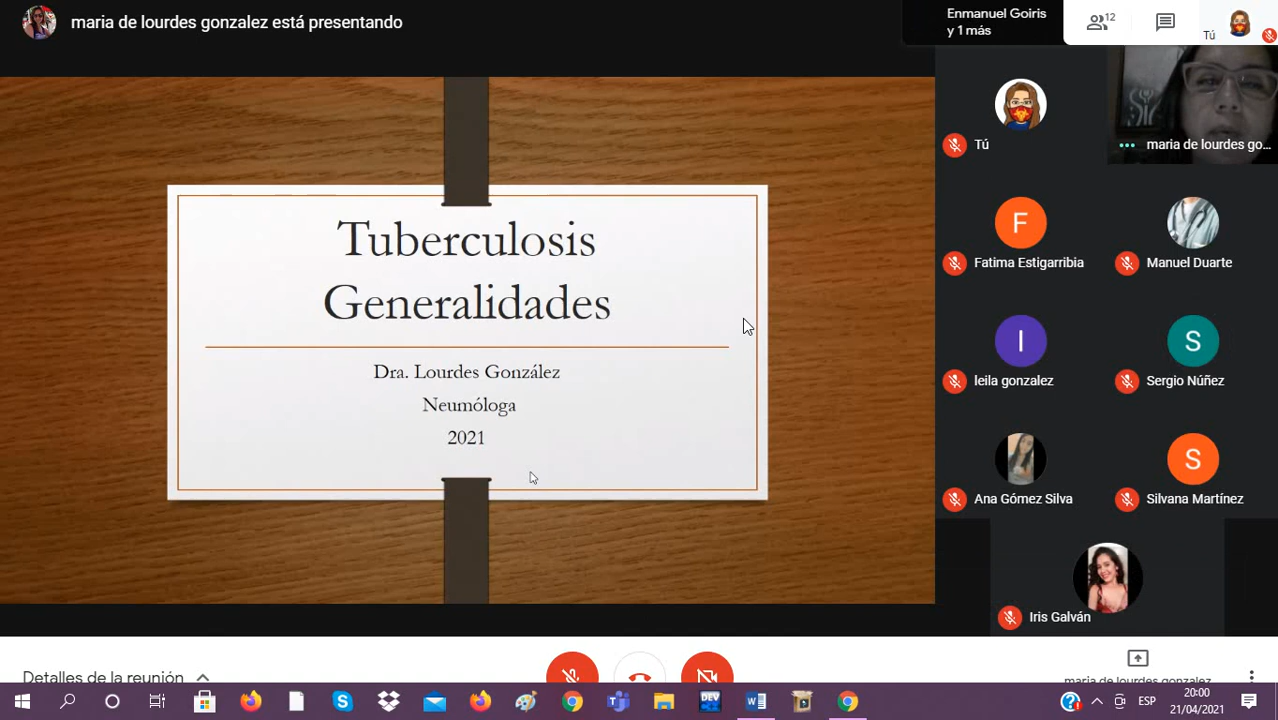 maria de lourdes gonzalez está presentando
Enmanuel Goiris
y 1 más
12
Tú
Tuberculosis
Generalidades
Dra. Lourdes González
Neumóloga
2021
Tú
maria de lourdes go...
F
Fatima Estigarribia
Manuel Duarte
l
leila gonzalez
S
Sergio Núñez
Ana Gómez Silva
S
Silvana Martínez
Iris Galván
Detalles de la reunión
maria de lourdes gonzalez
DEV
ESP
20:00
21/04/2021